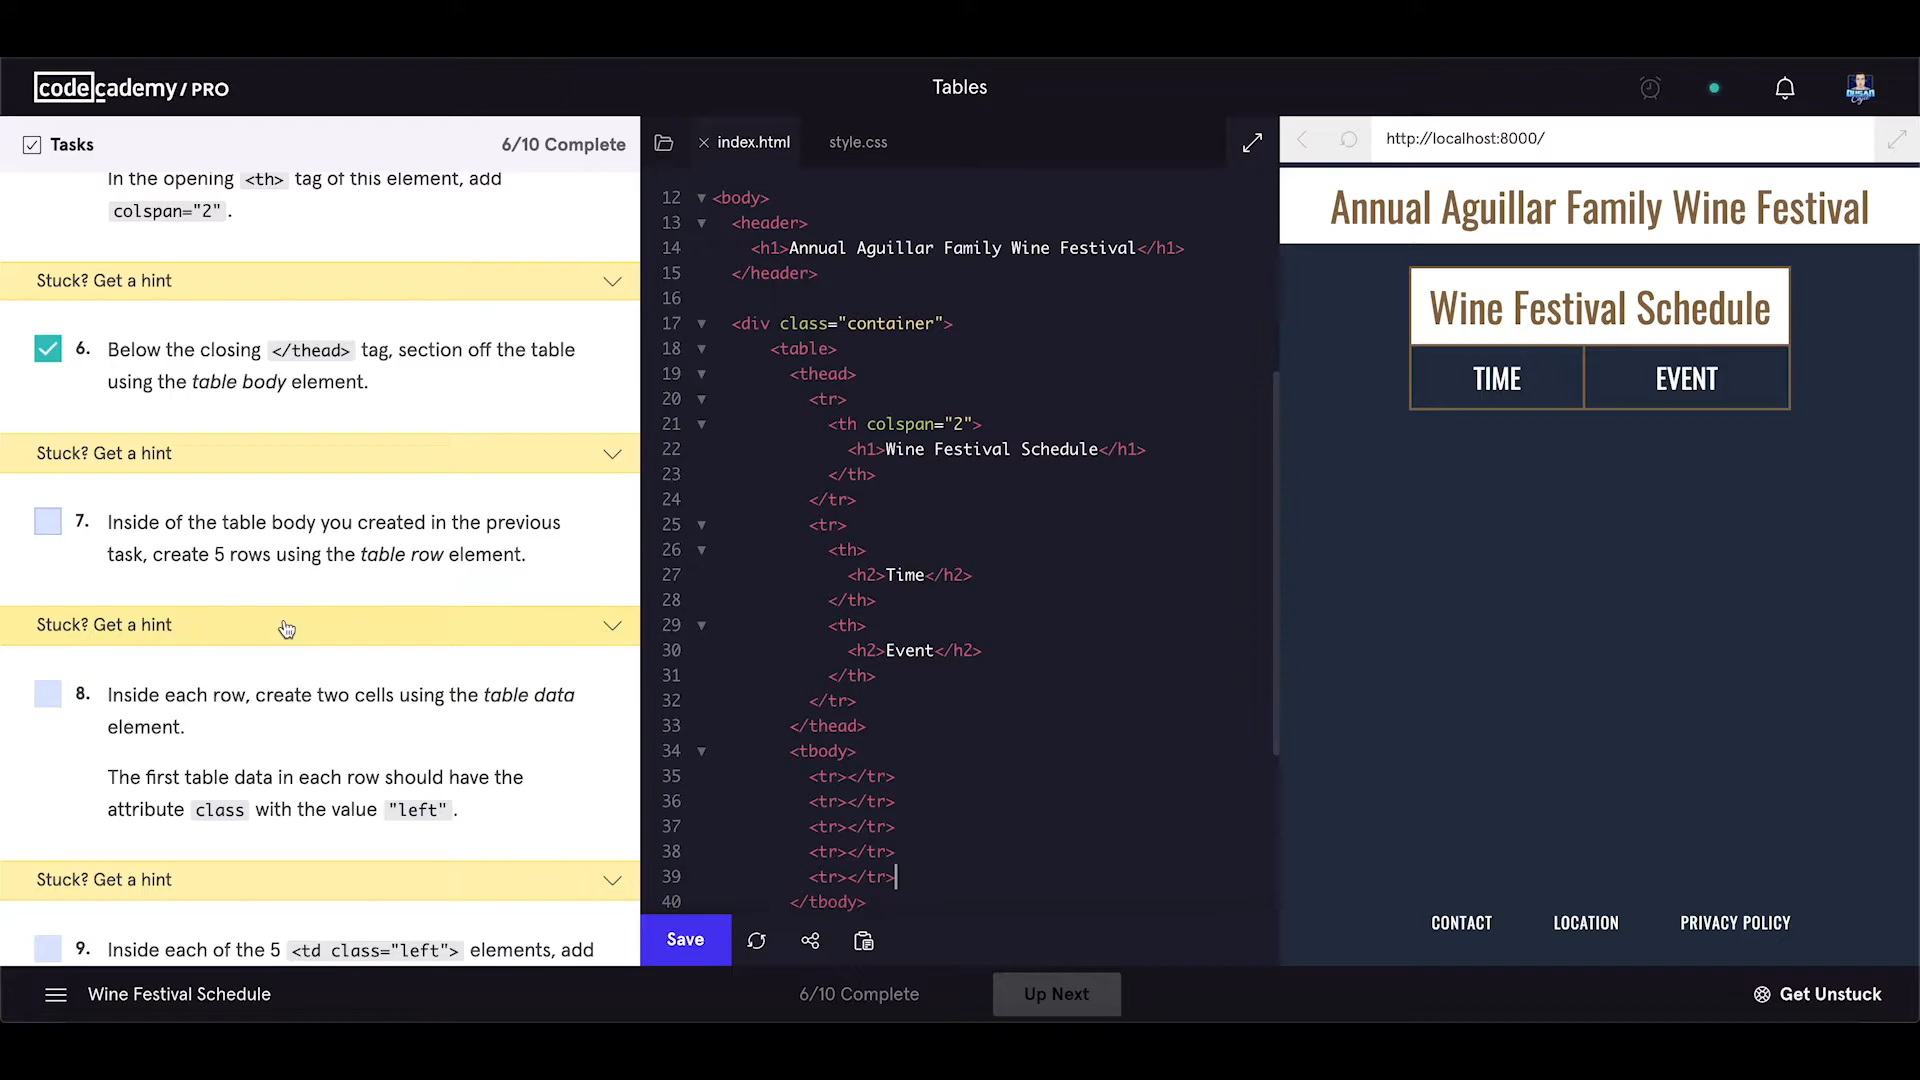 codecademy/PRO
Tables
Tasks
6/10 Complete
In the opening <th> tag of this element, add
colspan="2".
Stuck? Get a hint
6. Below the closing </thead> tag, section off the table
using the table body element.
Stuck? Get a hint
7. Inside of the table body you created in the previous
task, create 5 rows using the table row element.
Stuck? Get a hint
8. Inside each row, create two cells using the table data
element.
The first table data in each row should have the
attribute class with the value "left".
Stuck? Get a hint
9. Inside each of the 5 <td class="left"> elements, add
index.html
style.css
12 <body>
13 <header>
14 <h1>Annual Aguillar Family Wine Festival</h1>
15 </header>
16
17 <div class="container">
18 <table>
19 <thead>
20 <tr>
21 <th colspan="2">
22 <h1>Wine Festival Schedule</h1>
23 </th>
24 </tr>
25 <tr>
26 <th>
27 <h2>Time</h2>
28 </th>
29 <th>
30 <h2>Event</h2>
31 </th>
32 </tr>
33 </thead>
34 <tbody>
35 <tr></tr>
36 <tr></tr>
37 <tr></tr>
38 <tr></tr>
39 <tr></tr>
40 </tbody>
Save
http://localhost:8000/
Annual Aguillar Family Wine Festival
Wine Festival Schedule
TIME EVENT
CONTACT LOCATION PRIVACY POLICY
Wine Festival Schedule
6/10 Complete
Up Next
Get Unstuck